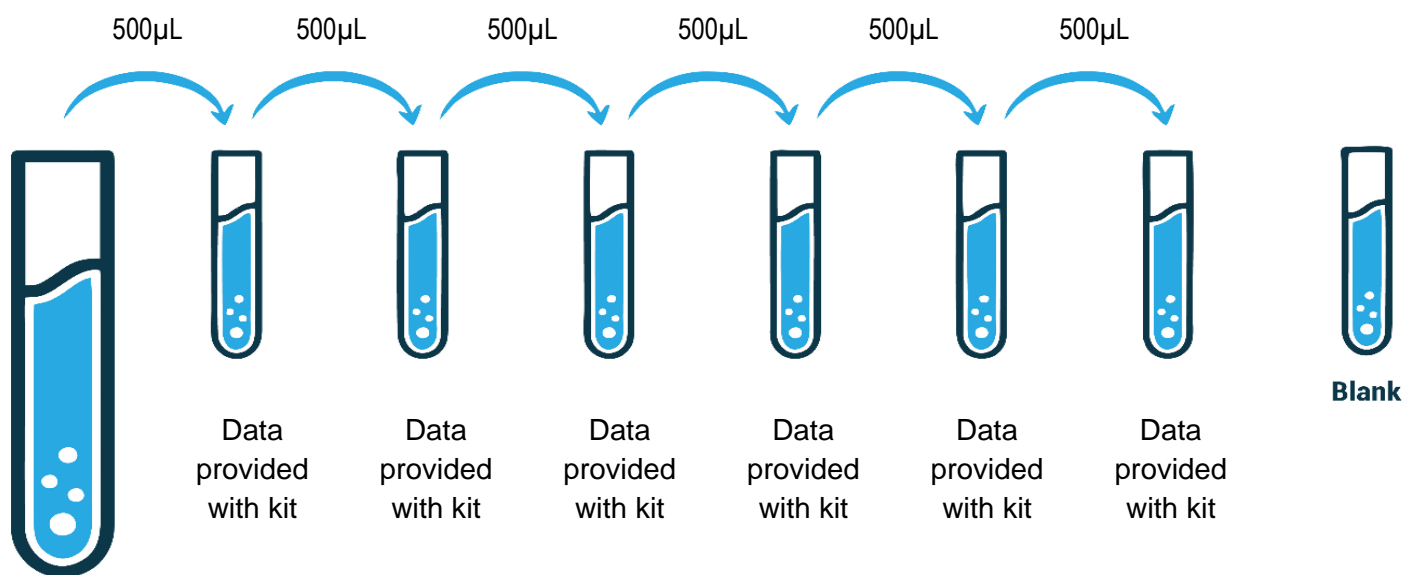 500µL 500µL 500µL 500µL 500µL 500µL
Blank
Data Data Data Data Data Data
provided provided provided provided provided provided
with kit with kit with kit with kit with kit with kit